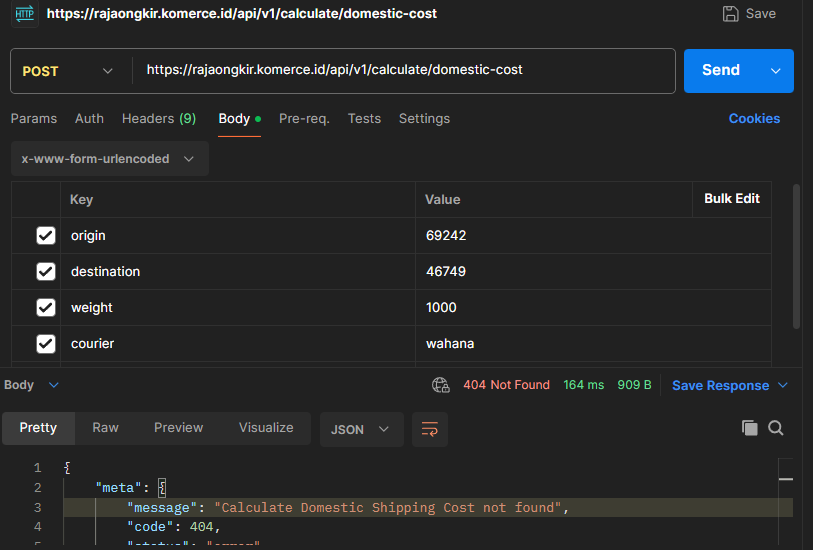 HTTP https://rajaongkir.komerce.id/api/v1/calculate/domestic-cost Save
POST https://rajaongkir.komerce.id/api/v1/calculate/domestic-cost Send
Params Auth Headers (9) Body Pre-req. Tests Settings Cookies
x-www-form-urlencoded
Key Value Bulk Edit
origin 69242
destination 46749
weight 1000
courier wahana
Body 404 Not Found 164 ms 909 B Save Response
Pretty Raw Preview Visualize JSON
1 {
2 "meta": {
3 "message": "Calculate Domestic Shipping Cost not found",
4 "code": 404,